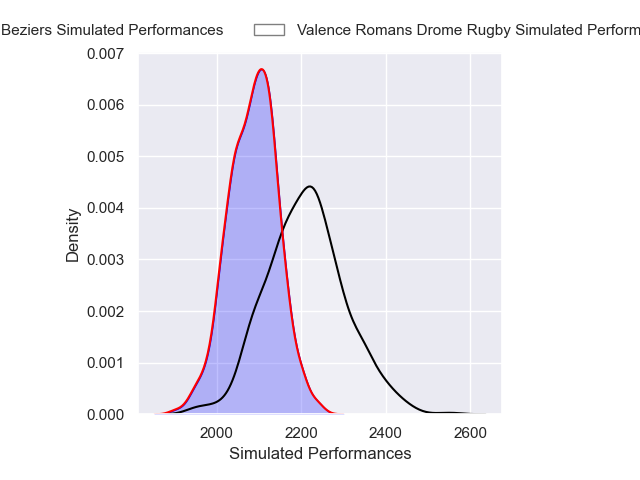 Beziers Simulated Performances
Valence Romans Drome Rugby Simulated Perform
0.007
0.006
0.005
0.004
0.003
0.002
0.001
0.000
Density
2000 2200 2400 2600
Simulated Performances